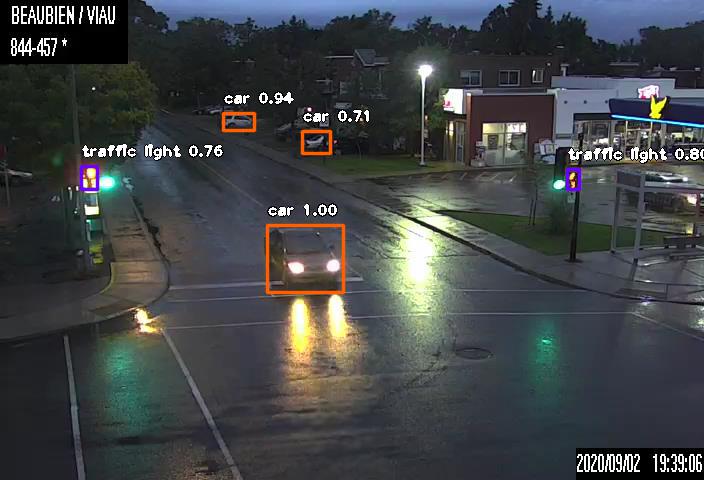 BEAUBIEN / VIAU
844-457 *
car 0.94
car 0.71
traffic light 0.76
traffic light 0.80
car 1.00
2020/09/02 19:39:06